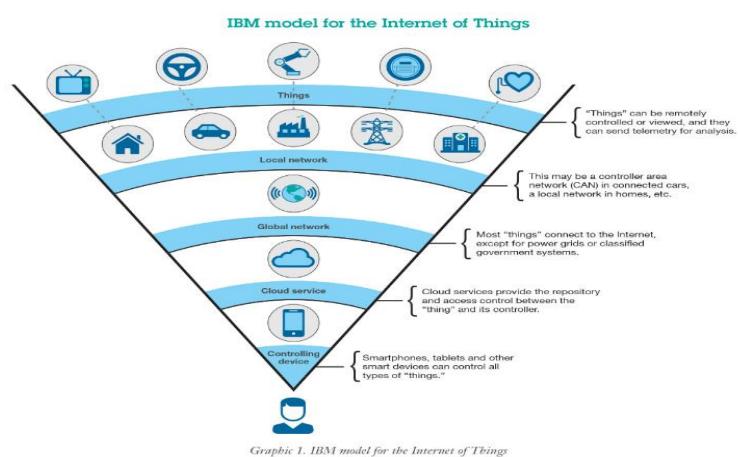 IBM model for the Internet of Things
Things
"Things" can be remotely
controlled or viewed, and they
can send telemetry for analysis.
Local network
This may be a controller area
network (CAN) in connected cars,
a local network in homes, etc.
Global network
Most "things" connect to the Internet,
except for power grids or classified
government systems.
Cloud service
Cloud services provide the repository
and access control between the
"thing" and its controller.
Controlling
device
Smartphones, tablets and other
smart devices can control all
types of "things."
Graphic 1. IBM model for the Internet of Things